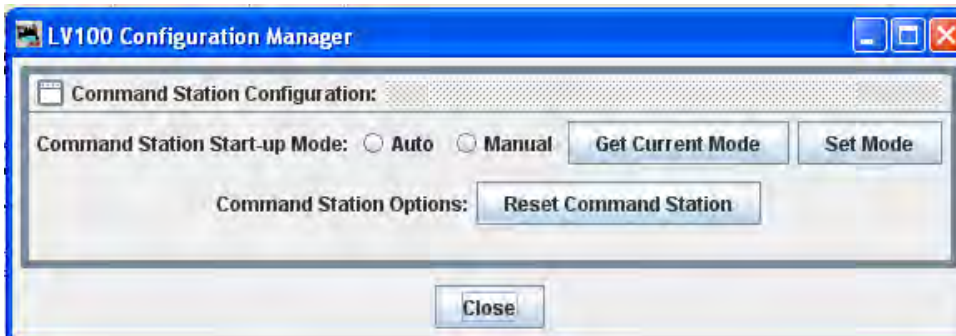 LV100 Configuration Manager
Command Station Configuration:
Command Station Start-up Mode: Auto Manual Get Current Mode Set Mode
Command Station Options: Reset Command Station
Close